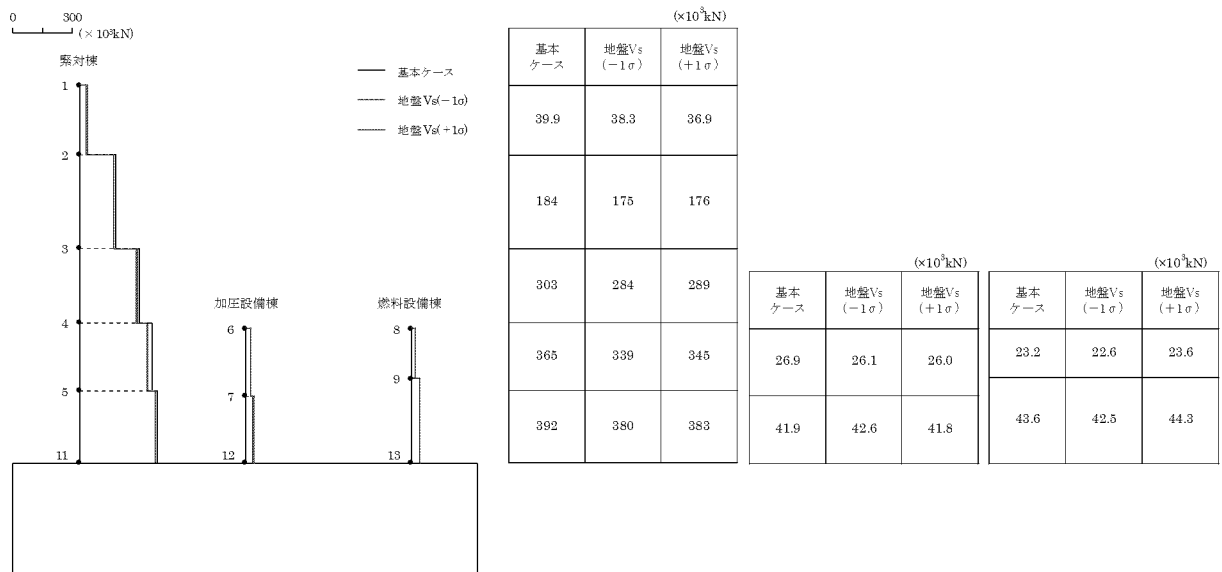 0 300
(×10³kN)
緊対棟
1
2
3
4
5
11
加圧設備棟
6
7
12
燃料設備棟
8
9
13
基本ケース
地盤Vs(−1σ)
地盤Vs(+1σ)
(×10³kN)
基本 地盤Vs 地盤Vs
ケース (−1σ) (+1σ)
39.9 38.3 36.9
184 175 176
303 284 289
365 339 345
392 380 383
(×10³kN)
基本 地盤Vs 地盤Vs
ケース (−1σ) (+1σ)
26.9 26.1 26.0
41.9 42.6 41.8
(×10³kN)
基本 地盤Vs 地盤Vs
ケース (−1σ) (+1σ)
23.2 22.6 23.6
43.6 42.5 44.3